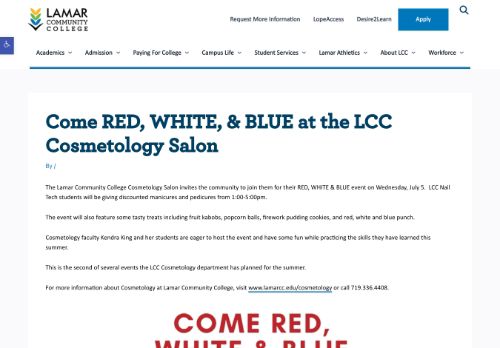 LAMAR
COMMUNITY
COLLEGE
Request More Information LopeAccess Desire2Learn Apply
Academics Admission Paying For College Campus Life Student Services Lamar Athletics About LCC Workforce
Come RED, WHITE, & BLUE at the LCC
Cosmetology Salon
By /
The Lamar Community College Cosmetology Salon invites the community to join them for their RED, WHITE & BLUE event on Wednesday, July 5. LCC Nail
Tech students will be giving discounted manicures and pedicures from 1:00-5:00pm.
The event will also feature some tasty treats including fruit kabobs, popcorn balls, firework pudding cookies, and red, white and blue punch.
Cosmetology faculty Kendra King and her students are eager to host the event and have some fun while practicing the skills they have learned this
summer.
This is the second of several events the LCC Cosmetology department has planned for the summer.
For more information about Cosmetology at Lamar Community College, visit www.lamarcc.edu/cosmetology or call 719.336.4408.
COME RED,
WHITE & BLUE